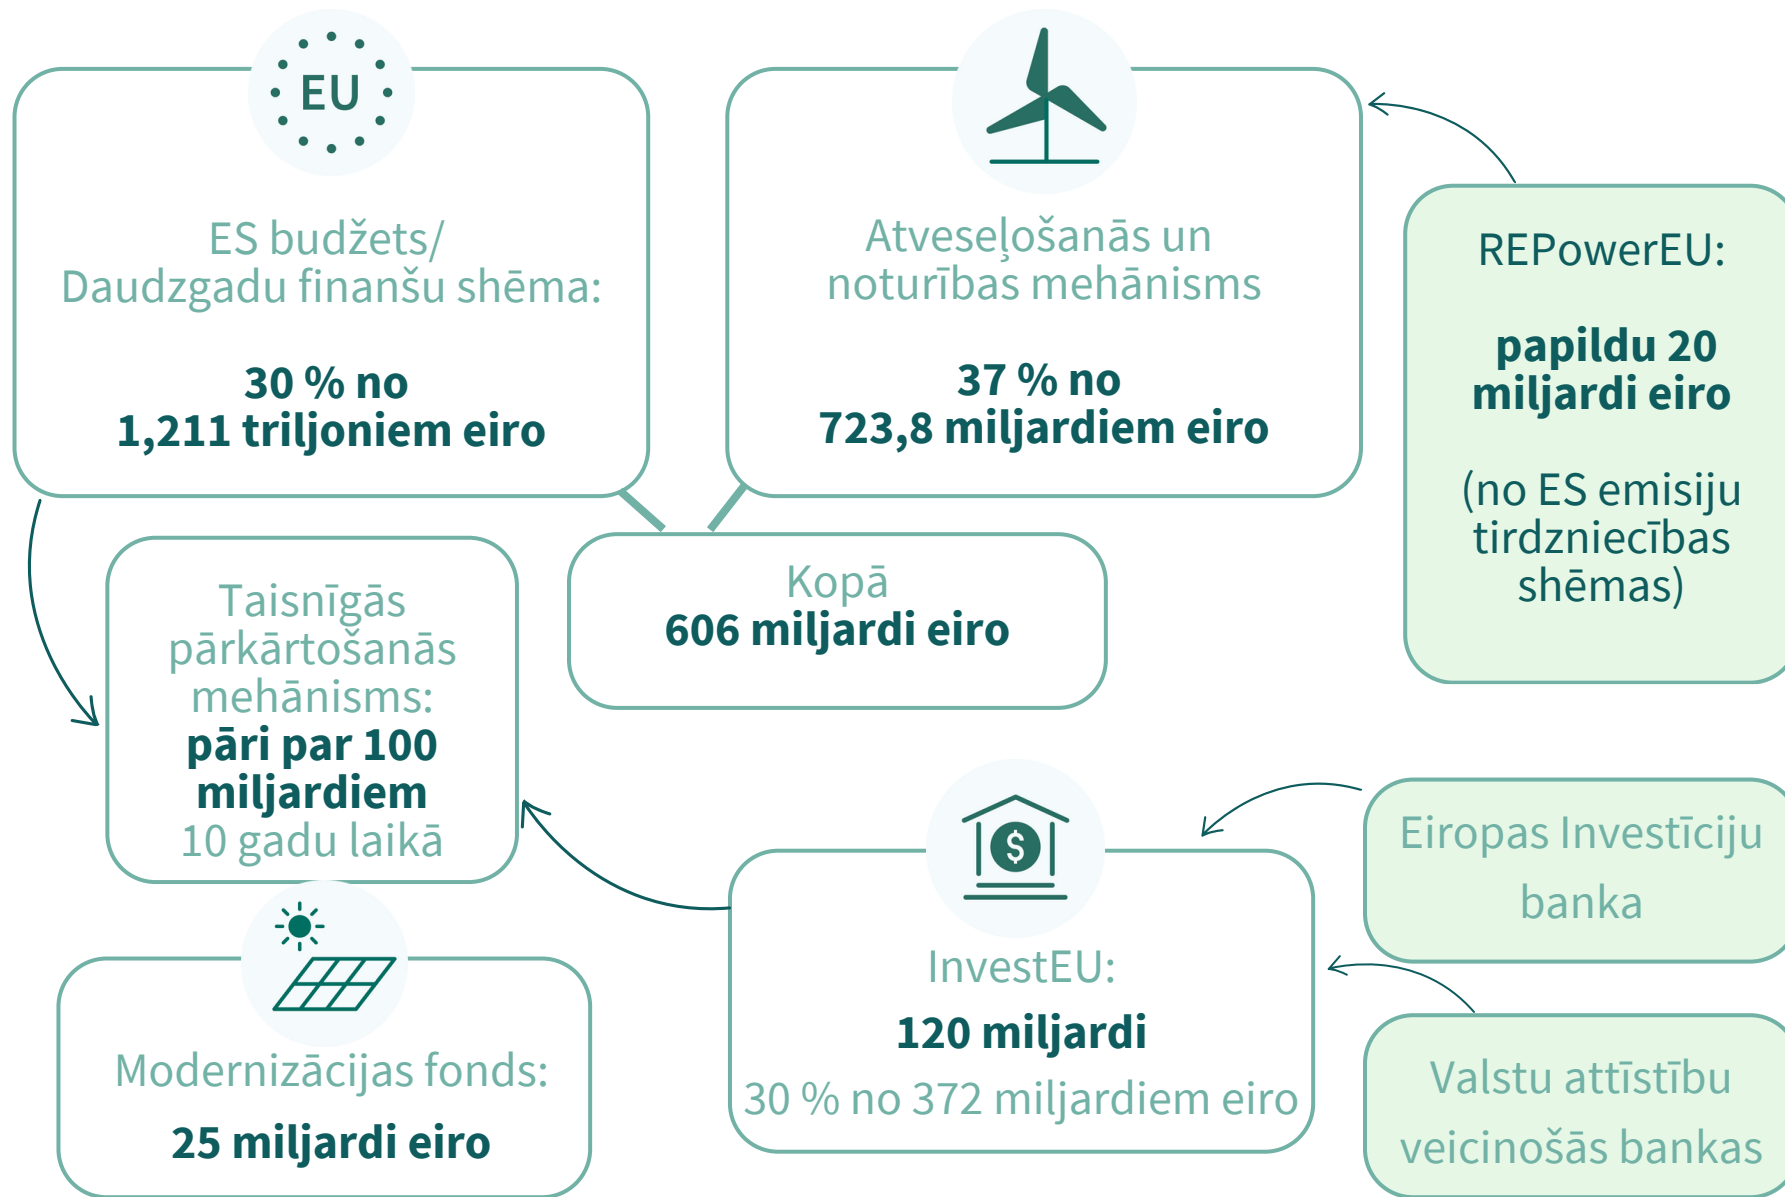 EU
ES budžets/
Daudzgadu finanšu shēma:
30 % no
1,211 triljoniem eiro
Atveseļošanās un
noturības mehānisms
37 % no
723,8 miljardiem eiro
REPowerEU:
papildu 20
miljardi eiro
(no ES emisiju
tirdzniecības
shēmas)
Kopā
606 miljardi eiro
Taisnīgās
pārkārtošanās
mehānisms:
pāri par 100
miljardiem
10 gadu laikā
$
InvestEU:
120 miljardi
30 % no 372 miljardiem eiro
Eiropas Investīciju
banka
Valstu attīstību
veicinošās bankas
Modernizācijas fonds:
25 miljardi eiro